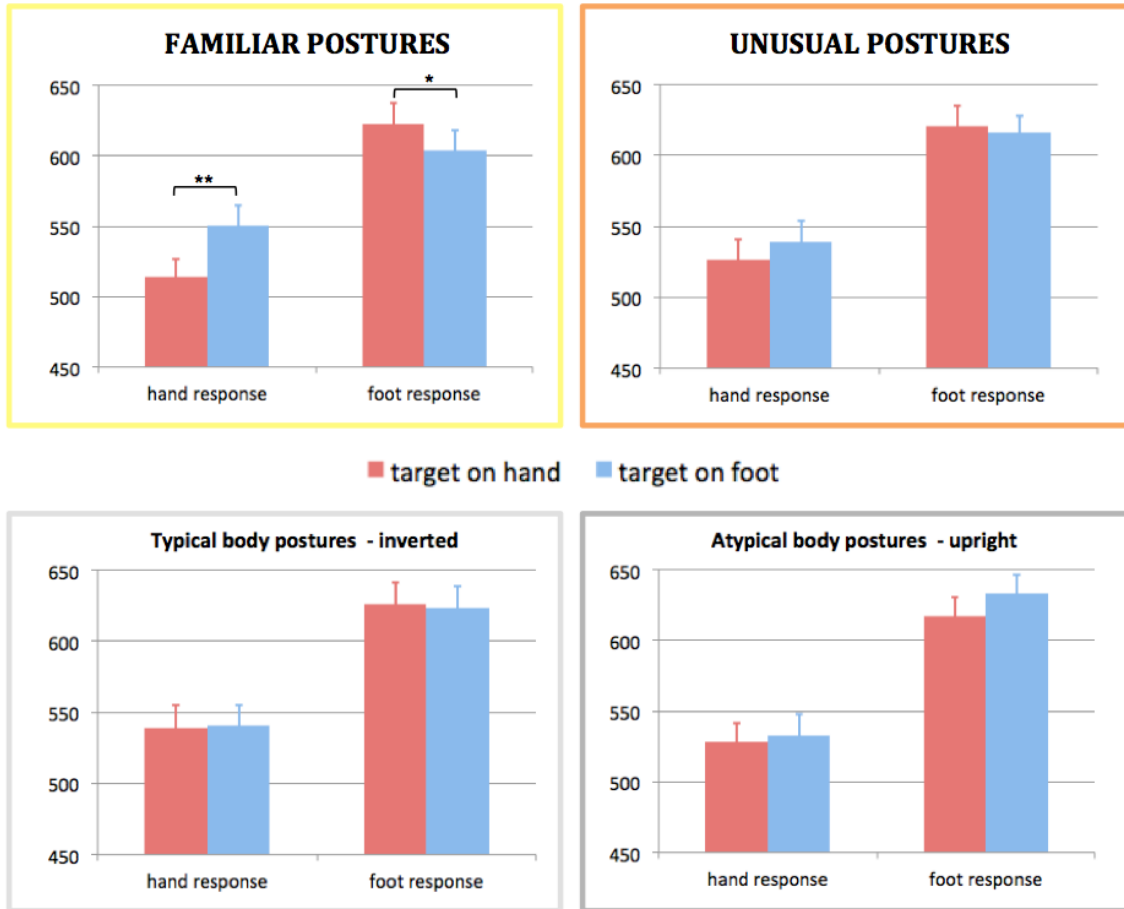 FAMILIAR POSTURES
650
600
550
500
450
**
*
hand response
foot response
UNUSUAL POSTURES
650
600
550
500
450
hand response
foot response
target on hand
target on foot
Typical body postures - inverted
650
600
550
500
450
hand response
foot response
Atypical body postures - upright
650
600
550
500
450
hand response
foot response